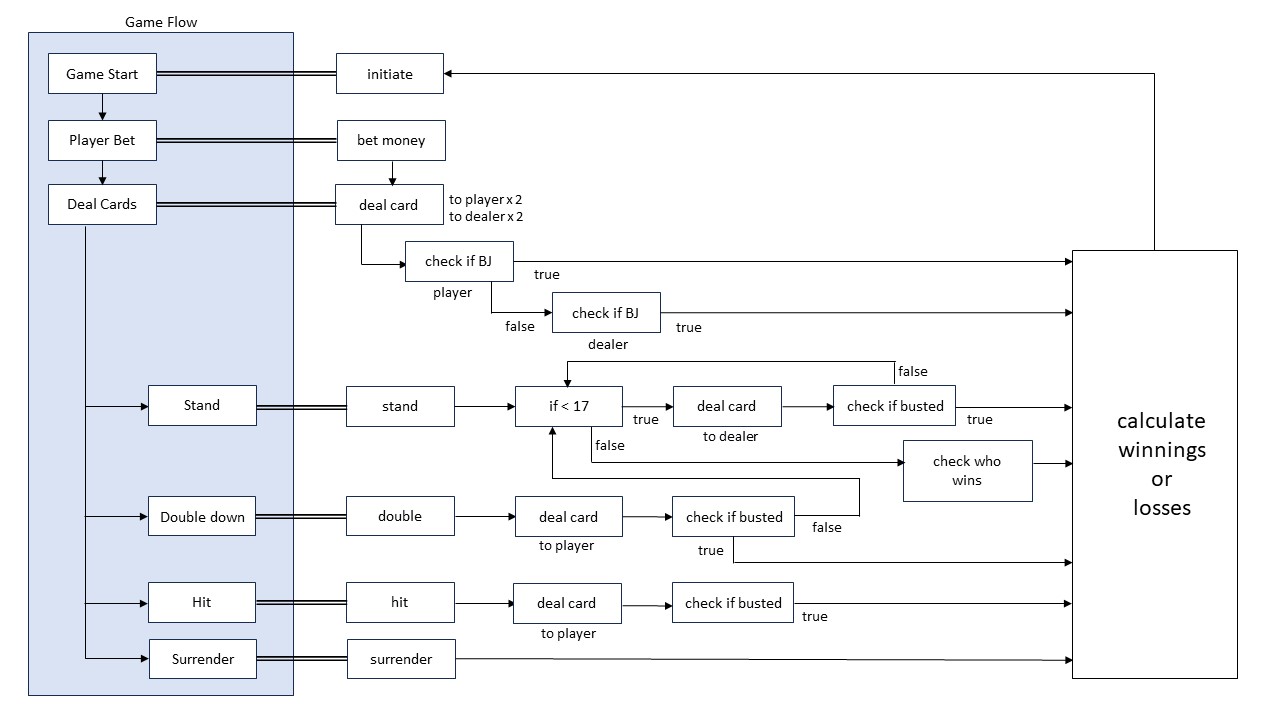 Game Flow
Game Start
initiate
Player Bet
bet money
Deal Cards
deal card
to player x 2
to dealer x 2
check if BJ
true
player
false
check if BJ
true
dealer
false
Stand
stand
if < 17
true
deal card
to dealer
check if busted
true
false
check who
wins
calculate
winnings
or
losses
Double down
double
deal card
to player
check if busted
false
true
Hit
hit
deal card
to player
check if busted
true
Surrender
surrender